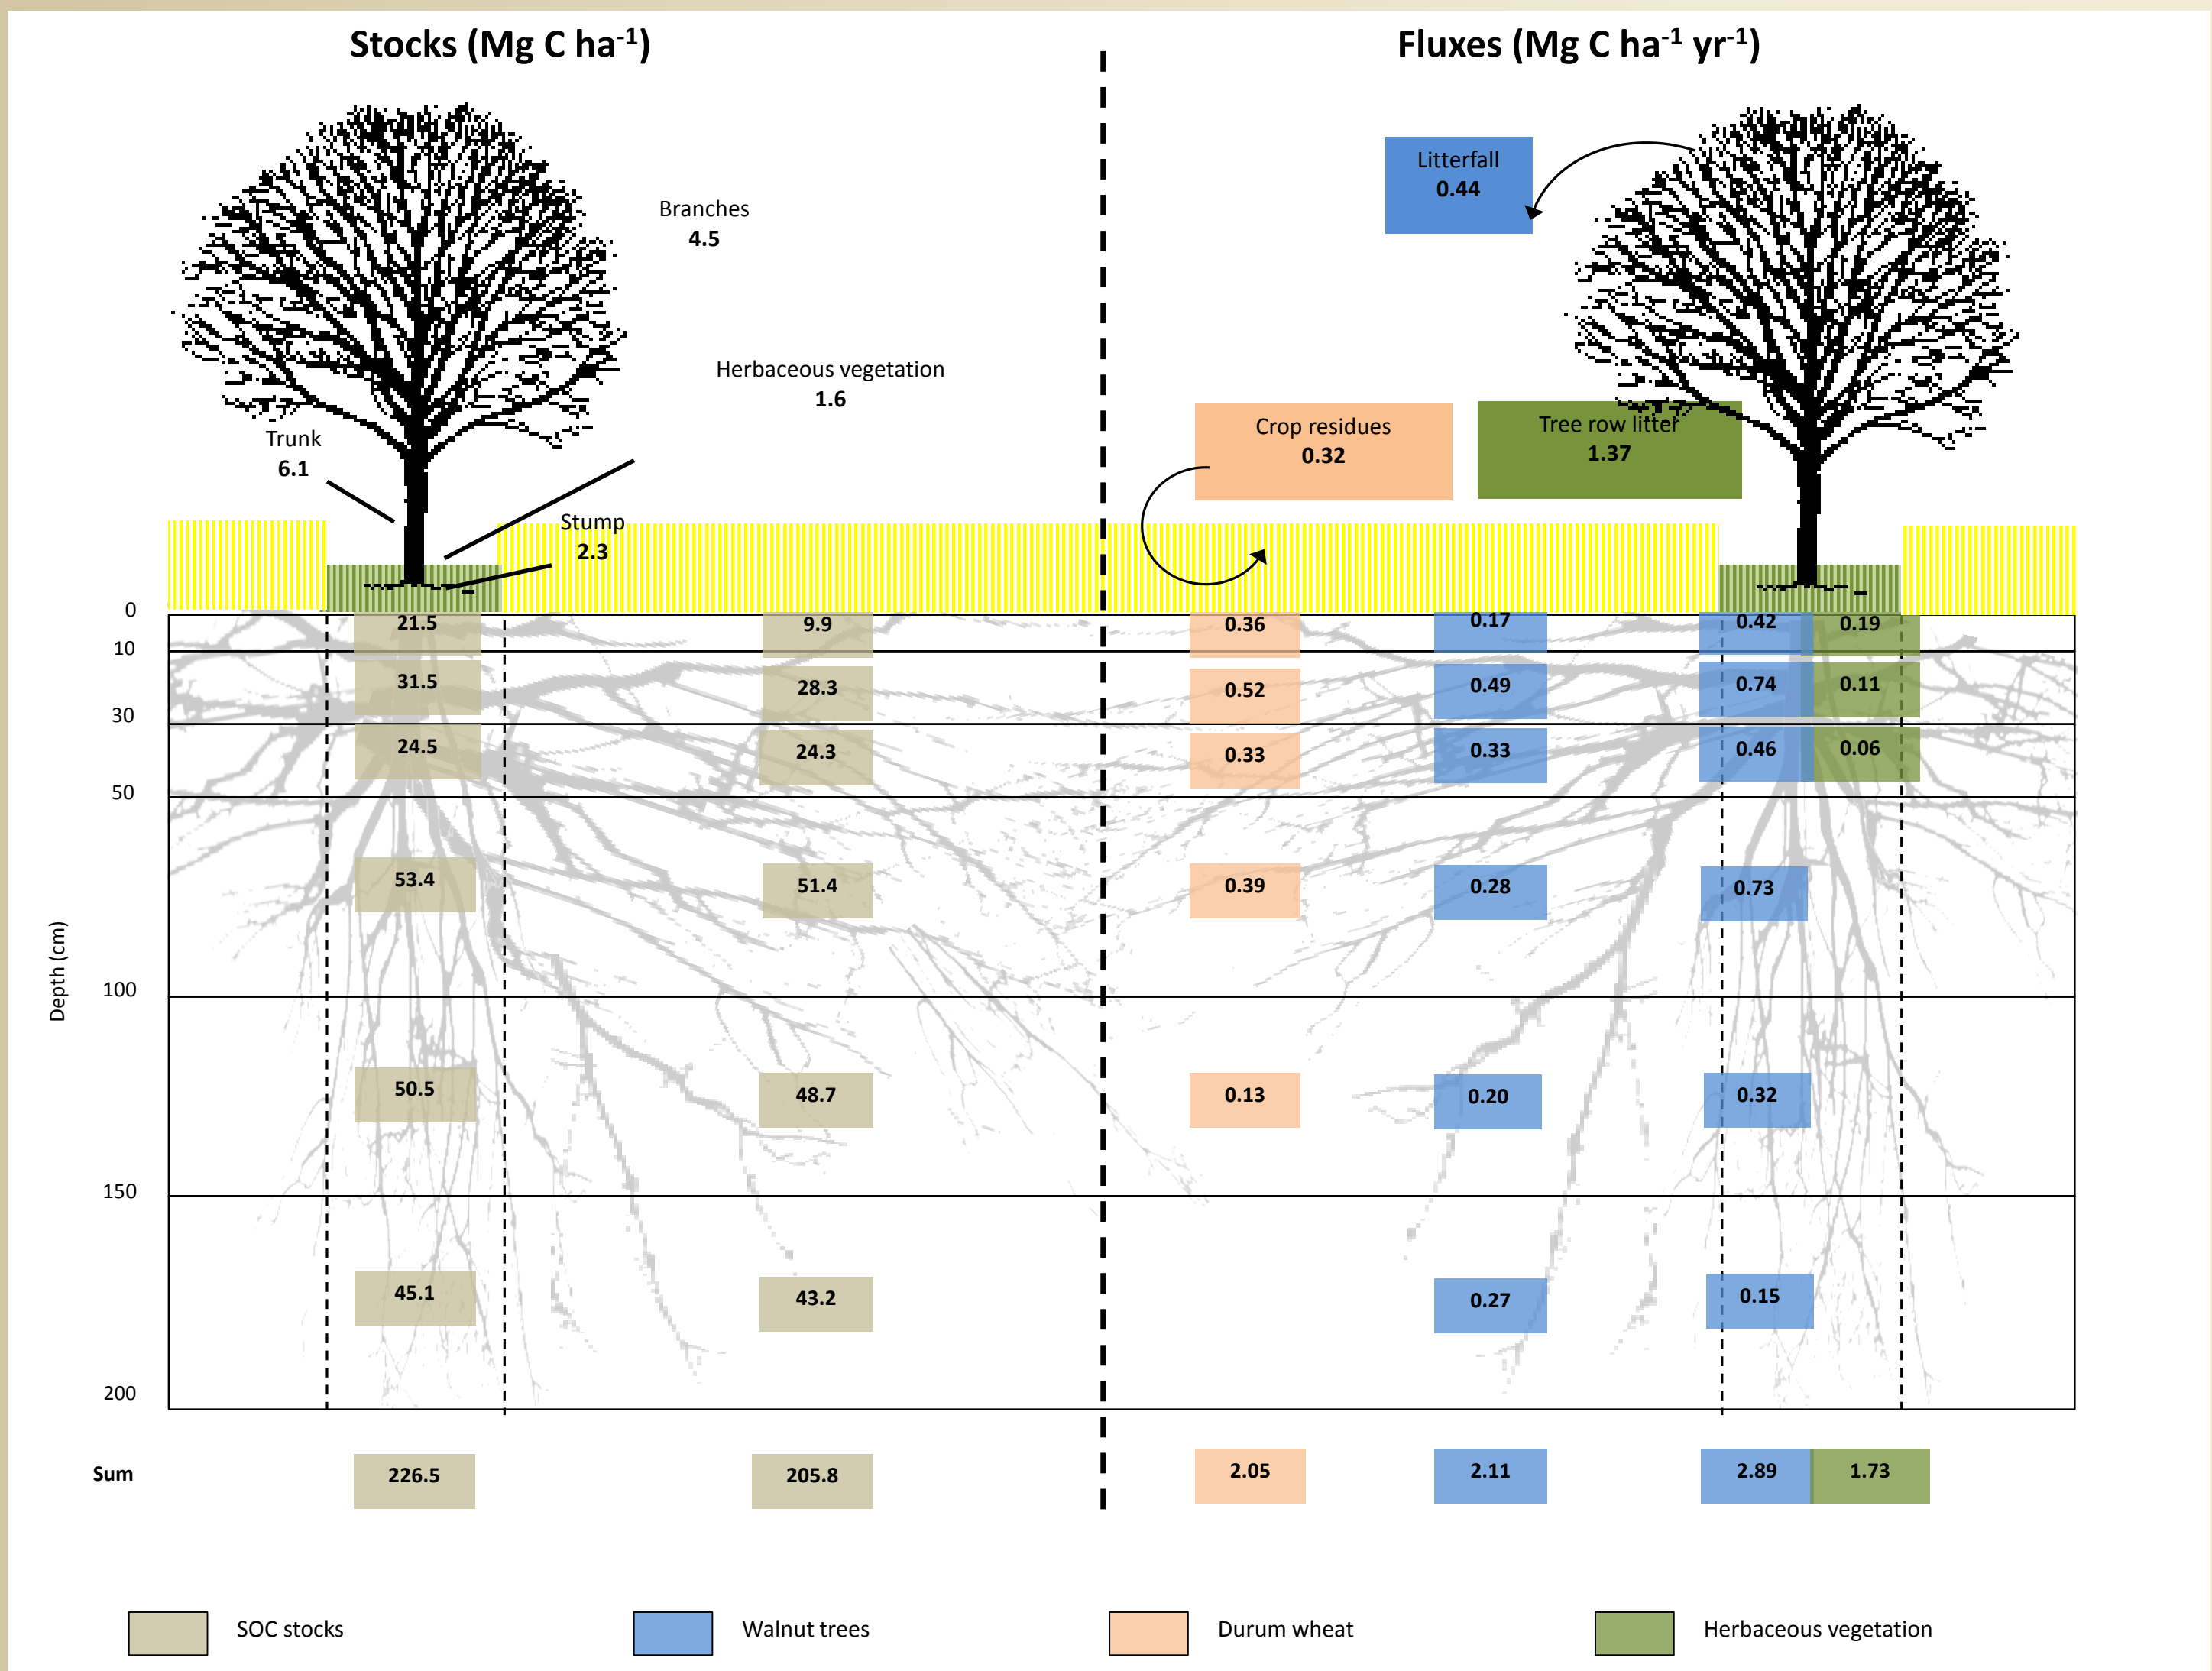 Stocks (Mg C ha-1)
Fluxes (Mg C ha-1 yr-1)
Litterfall
0.44
Branches
4.5
Herbaceous vegetation
1.6
Trunk
6.1
Crop residues
0.32
Tree row litter
1.37
Stump
2.3
0
21.5 9.9 0.36 0.17 0.42 0.19
10
31.5 28.3 0.52 0.49 0.74 0.11
30
24.5 24.3 0.33 0.33 0.46 0.06
50
53.4 51.4 0.39 0.28 0.73
Depth (cm)
100
50.5 48.7 0.13 0.20 0.32
150
45.1 43.2 0.27 0.15
200
Sum 226.5 205.8 2.05 2.11 2.89 1.73
SOC stocks Walnut trees Durum wheat Herbaceous vegetation